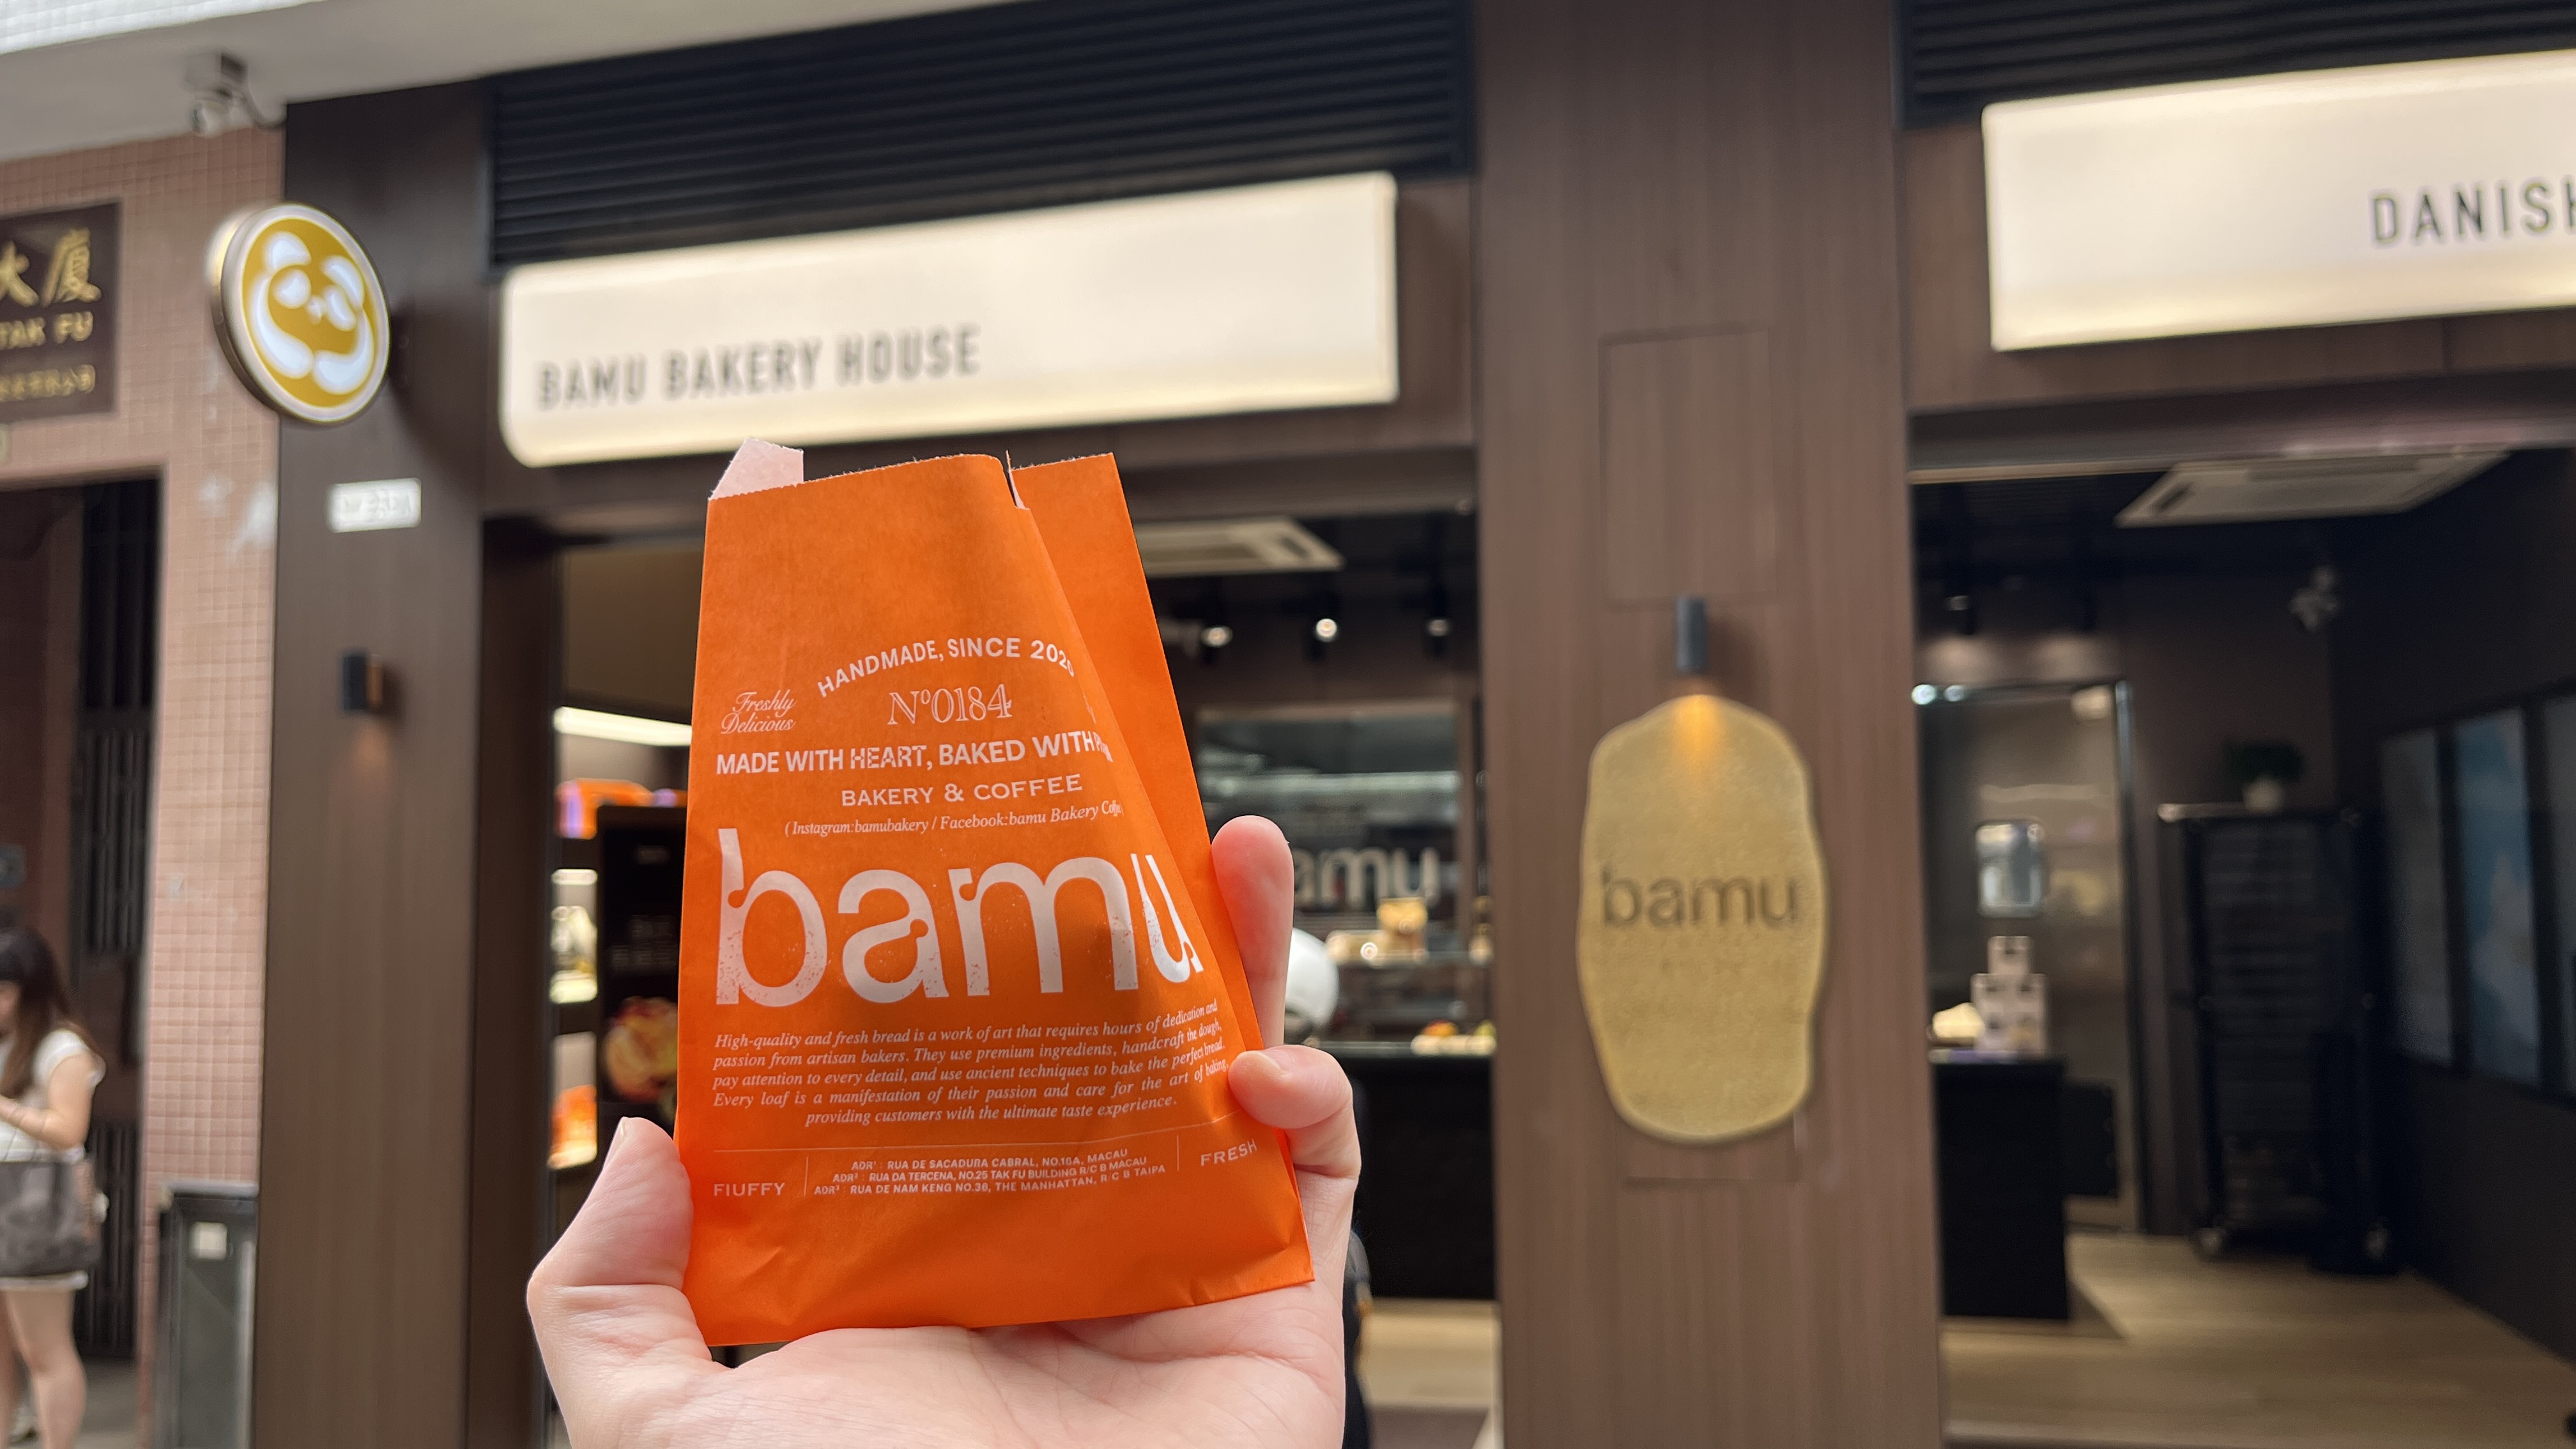 大廈
TAK FU
BAMU BAKERY HOUSE
DANISH
HANDMADE, SINCE 2020
Freshly
Delicious
Nº0184
MADE WITH HEART, BAKED WITH
BAKERY & COFFEE
( Instagram:bamubakery / Facebook:bamu Bakery Coffe
bamu
High-quality and fresh bread is a work of art that requires hours of dedication and
passion from artisan bakers. They use premium ingredients, handcraft the dough,
pay attention to every detail, and use ancient techniques to bake the perfect bread.
Every loaf is a manifestation of their passion and care for the art of baking,
providing customers with the ultimate taste experience.
FIUFFY
ADR¹ : RUA DE SACADURA CABRAL, NO.16A, MACAU
ADR² : RUA DA TERCENA, NO.25 TAK FU BUILDING R/C B MACAU
ADR³ : RUA DE NAM KENG NO.36, THE MANHATTAN, R/C B TAIPA
FRESH
amu
bamu